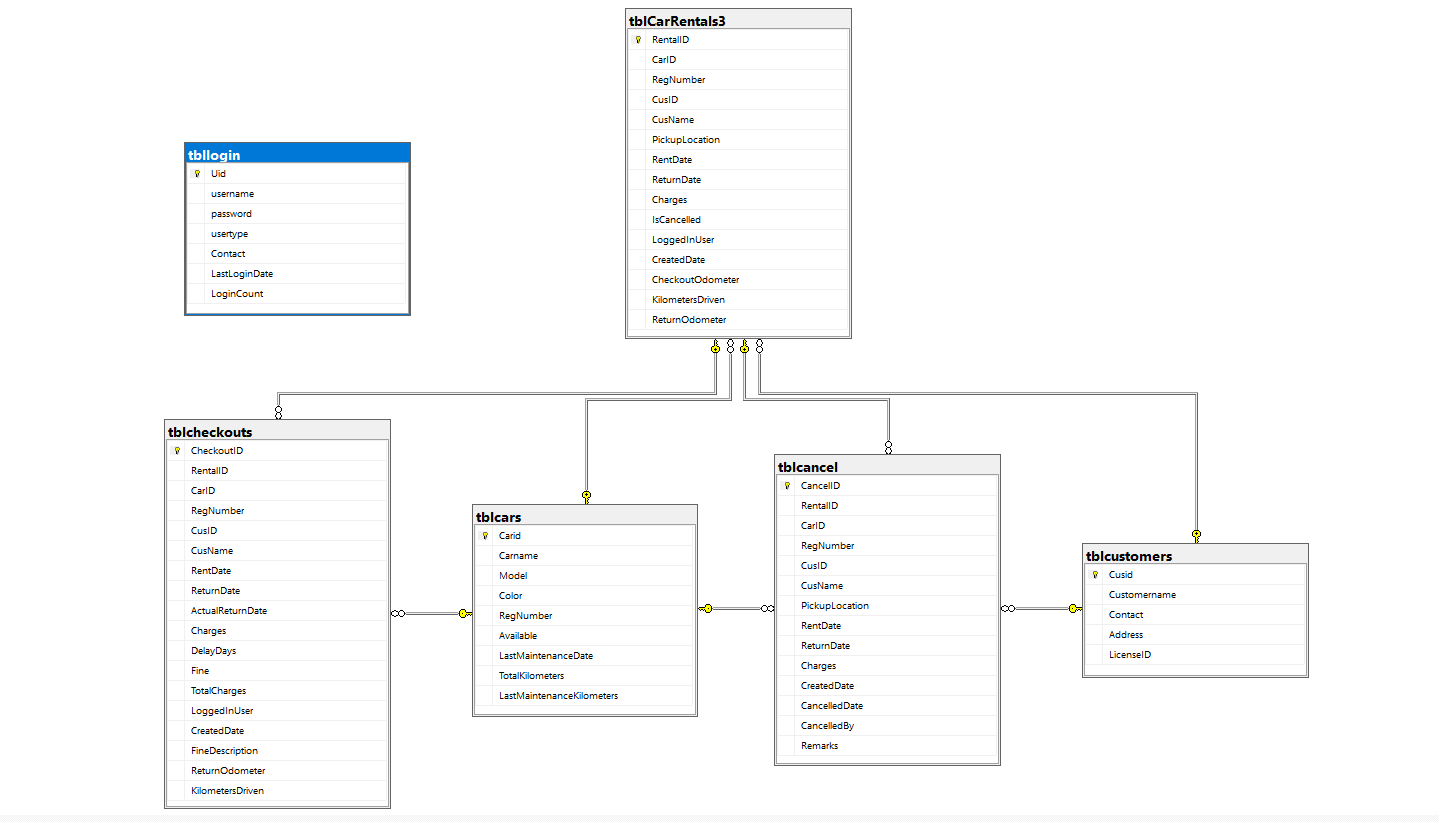 tblCarRentals3
RentalID
CarID
RegNumber
CusID
CusName
PickupLocation
RentDate
ReturnDate
Charges
IsCancelled
LoggedInUser
CreatedDate
CheckoutOdometer
KilometersDriven
ReturnOdometer
tbllogin
Uid
username
password
usertype
Contact
LastLoginDate
LoginCount
tblcheckouts
CheckoutID
RentalID
CarID
RegNumber
CusID
CusName
RentDate
ReturnDate
ActualReturnDate
Charges
DelayDays
Fine
TotalCharges
LoggedInUser
CreatedDate
FineDescription
ReturnOdometer
KilometersDriven
tblcars
Carid
Carname
Model
Color
RegNumber
Available
LastMaintenanceDate
TotalKilometers
LastMaintenanceKilometers
tblcancel
CancelID
RentalID
CarID
RegNumber
CusID
CusName
PickupLocation
RentDate
ReturnDate
Charges
CreatedDate
CancelledDate
CancelledBy
Remarks
tblcustomers
Cusid
Customername
Contact
Address
LicenseID